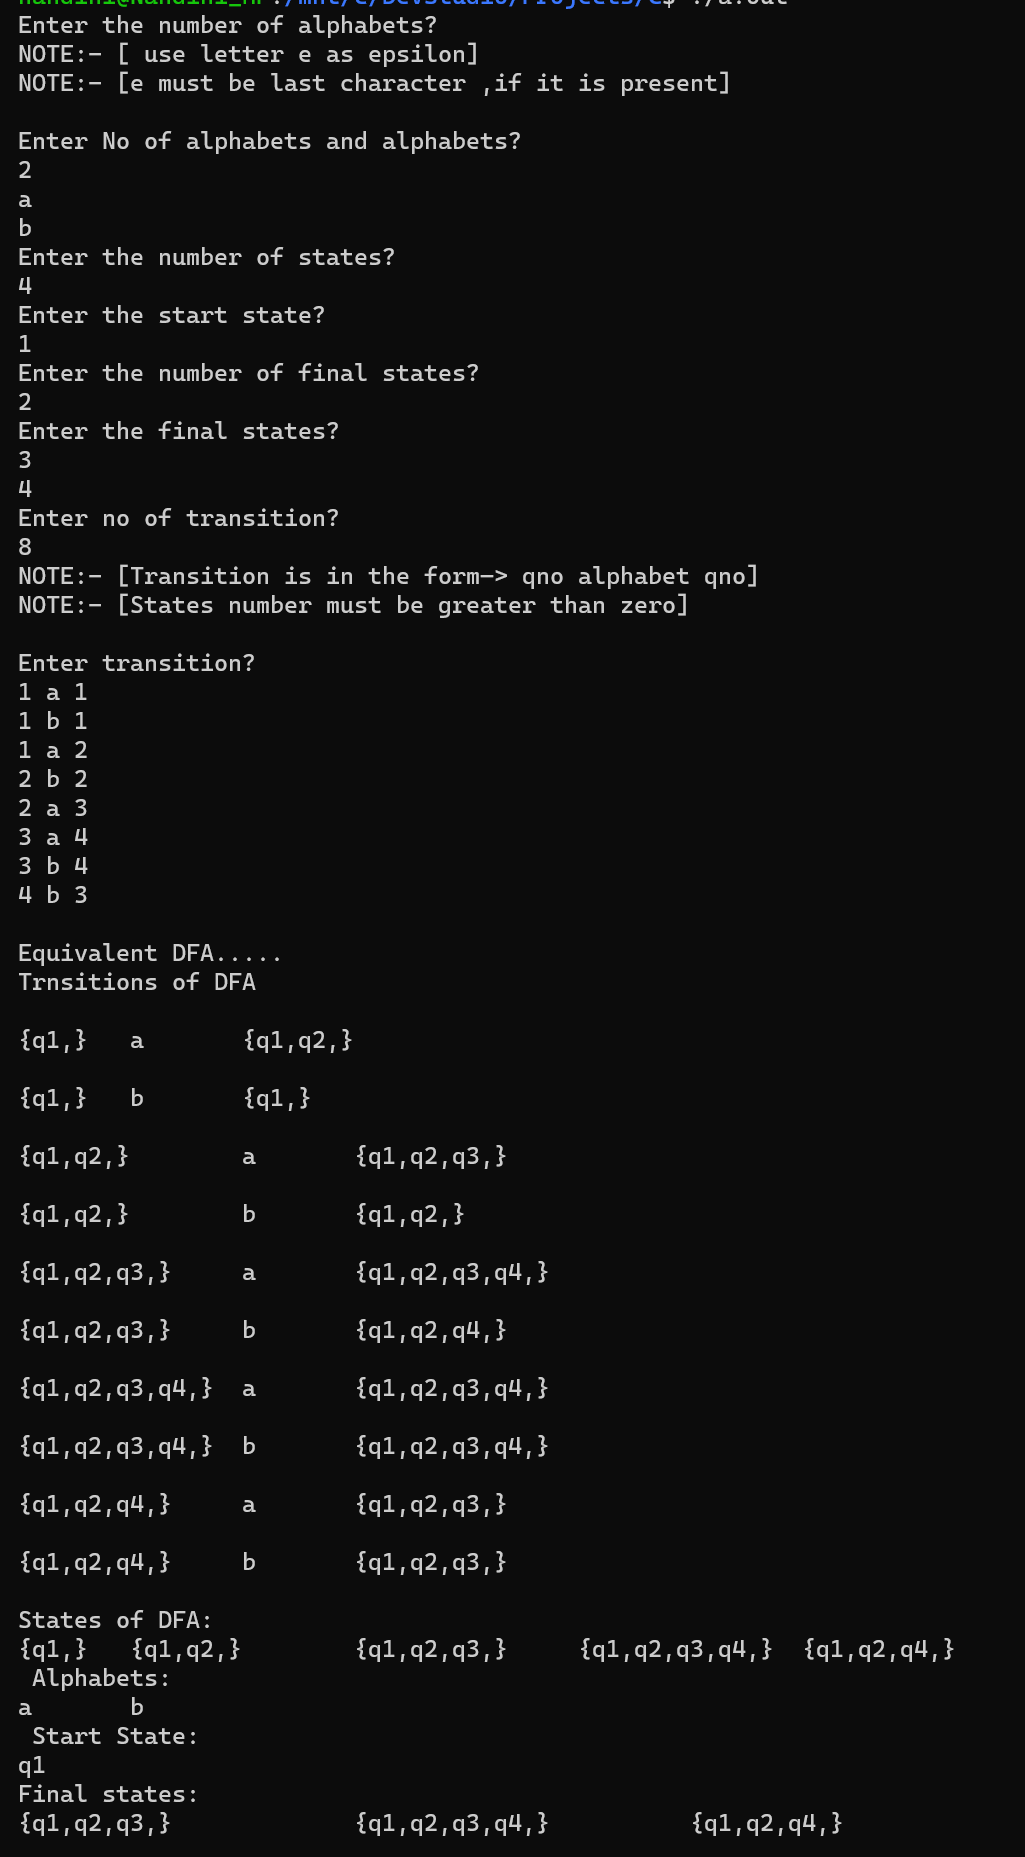 nandini@Nandini_HP:/mnt/c/DevStudio/Projects/C$ ./a.out
Enter the number of alphabets?
NOTE:- [ use letter e as epsilon]
NOTE:- [e must be last character ,if it is present]
Enter No of alphabets and alphabets?
2
a
b
Enter the number of states?
4
Enter the start state?
1
Enter the number of final states?
2
Enter the final states?
3
4
Enter no of transition?
8
NOTE:- [Transition is in the form-> qno alphabet qno]
NOTE:- [States number must be greater than zero]
Enter transition?
1 a 1
1 b 1
1 a 2
2 b 2
2 a 3
3 a 4
3 b 4
4 b 3
Equivalent DFA.....
Trnsitions of DFA
{q1,} a {q1,q2,}
{q1,} b {q1,}
{q1,q2,} a {q1,q2,q3,}
{q1,q2,} b {q1,q2,}
{q1,q2,q3,} a {q1,q2,q3,q4,}
{q1,q2,q3,} b {q1,q2,q4,}
{q1,q2,q3,q4,} a {q1,q2,q3,q4,}
{q1,q2,q3,q4,} b {q1,q2,q3,q4,}
{q1,q2,q4,} a {q1,q2,q3,}
{q1,q2,q4,} b {q1,q2,q3,}
States of DFA:
{q1,} {q1,q2,} {q1,q2,q3,} {q1,q2,q3,q4,} {q1,q2,q4,}
Alphabets:
a b
Start State:
q1
Final states:
{q1,q2,q3,} {q1,q2,q3,q4,} {q1,q2,q4,}